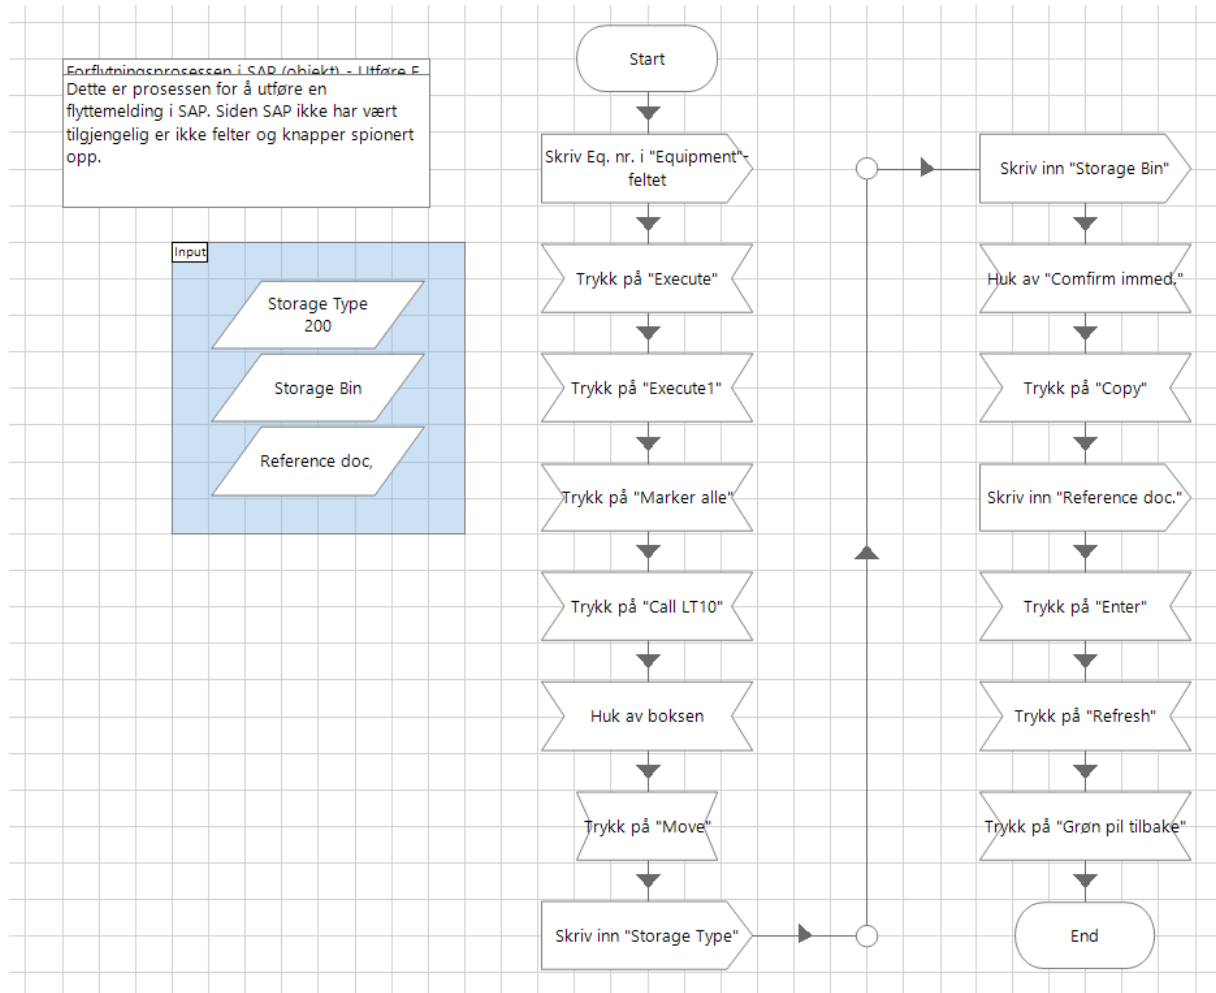 Forflytningsprosessen i SAP (objekt) - Utføre F
Dette er prosessen for å utføre en
flyttemelding i SAP. Siden SAP ikke har vært
tilgjengelig er ikke felter og knapper spionert
opp.
Input
Storage Type
200
Storage Bin
Reference doc,
Start
Skriv Eq. nr. i "Equipment"-
feltet
Trykk på "Execute"
Trykk på "Execute1"
Trykk på "Marker alle"
Trykk på "Call LT10"
Huk av boksen
Trykk på "Move"
Skriv inn "Storage Type"
Skriv inn "Storage Bin"
Huk av "Comfirm immed."
Trykk på "Copy"
Skriv inn "Reference doc."
Trykk på "Enter"
Trykk på "Refresh"
Trykk på "Grøn pil tilbake"
End